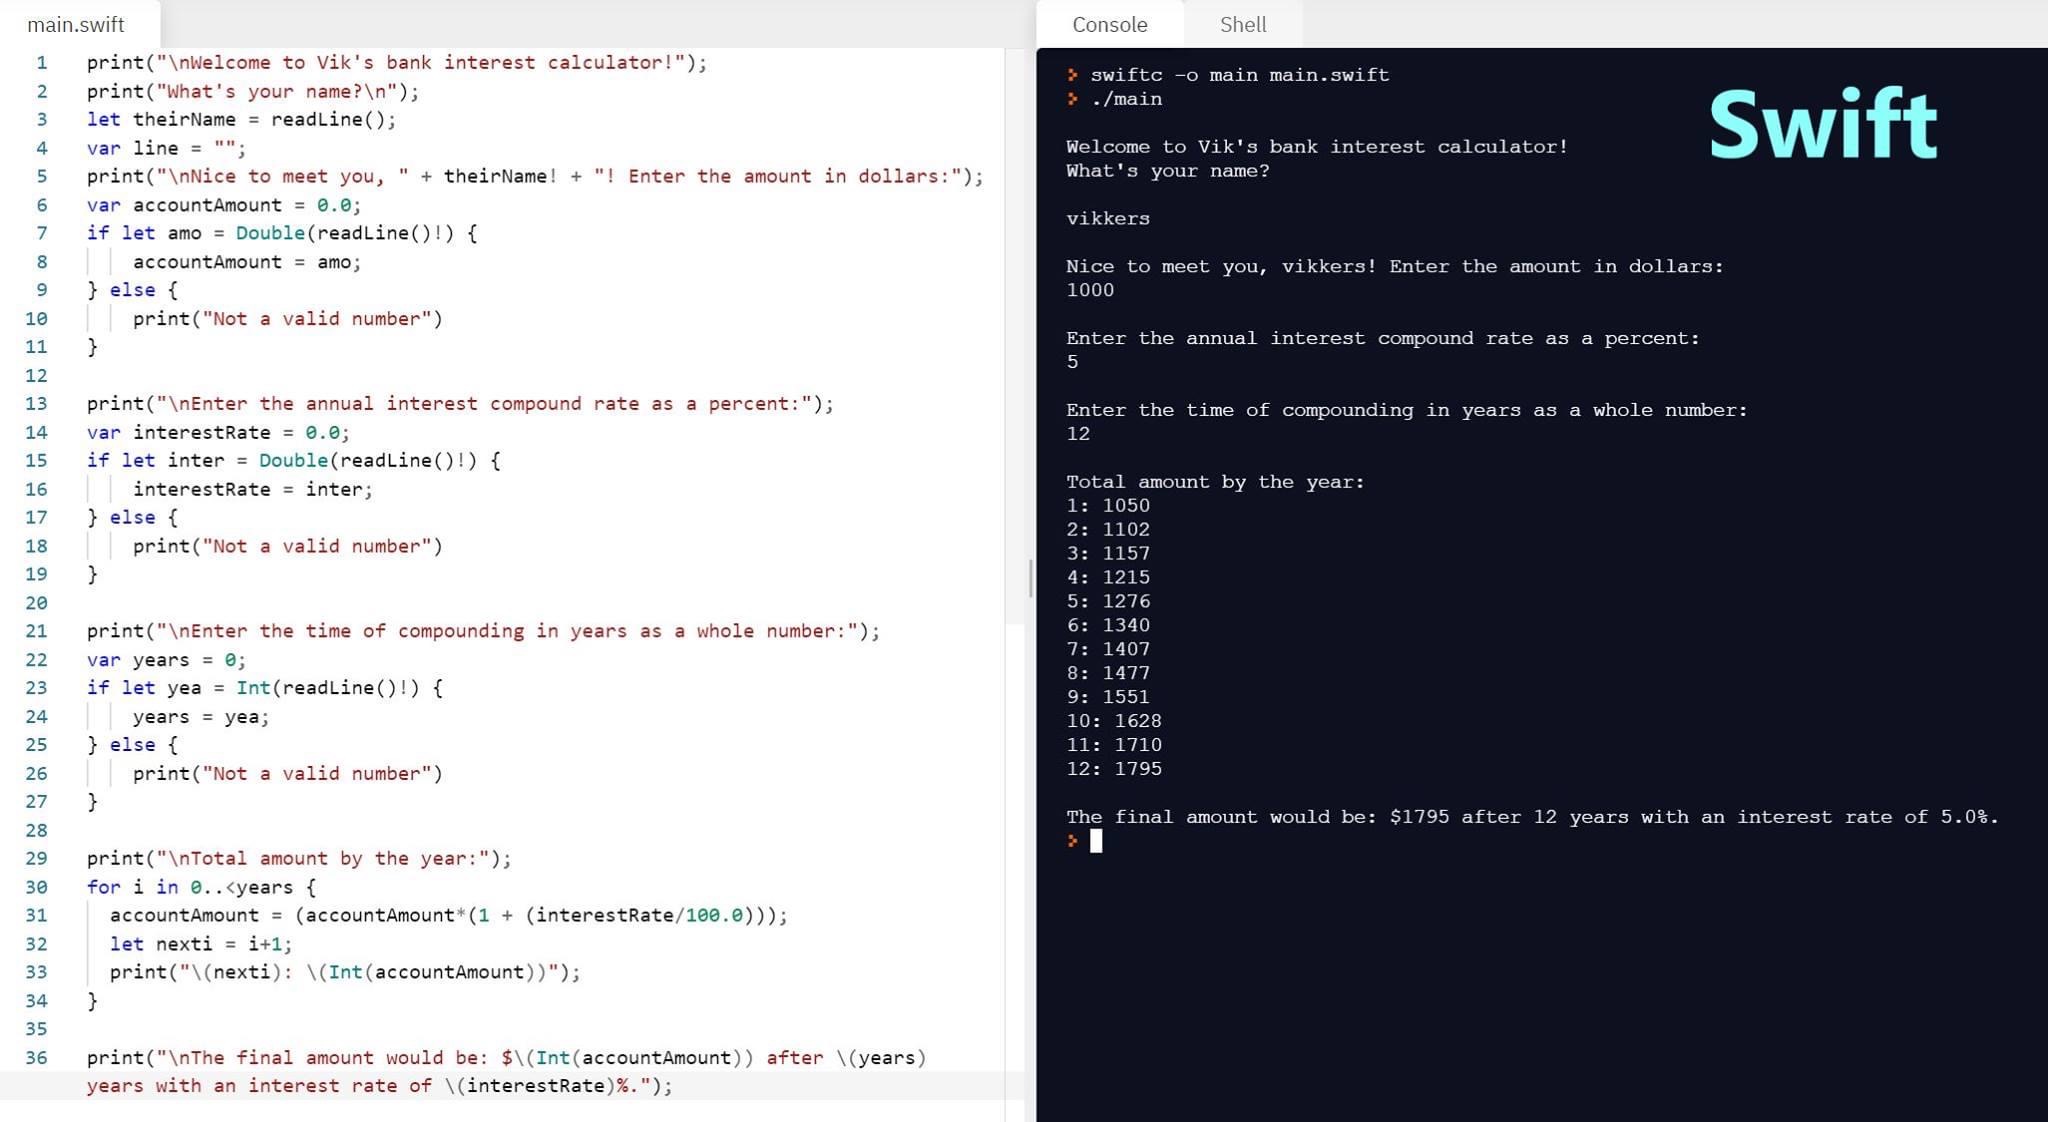 main.swift
1 print("\nWelcome to Vik's bank interest calculator!");
2 print("What's your name?\n");
3 let theirName = readLine();
4 var line = "";
5 print("\nNice to meet you, " + theirName! + "! Enter the amount in dollars:");
6 var accountAmount = 0.0;
7 if let amo = Double(readLine()!) {
8 accountAmount = amo;
9 } else {
10 print("Not a valid number")
11 }
12
13 print("\nEnter the annual interest compound rate as a percent:");
14 var interestRate = 0.0;
15 if let inter = Double(readLine()!) {
16 interestRate = inter;
17 } else {
18 print("Not a valid number")
19 }
20
21 print("\nEnter the time of compounding in years as a whole number:");
22 var years = 0;
23 if let yea = Int(readLine()!) {
24 years = yea;
25 } else {
26 print("Not a valid number")
27 }
28
29 print("\nTotal amount by the year:");
30 for i in 0..<years {
31 accountAmount = (accountAmount*(1 + (interestRate/100.0)));
32 let nexti = i+1;
33 print("\(nexti): \(Int(accountAmount))");
34 }
35
36 print("\nThe final amount would be: $\(Int(accountAmount)) after \(years)
years with an interest rate of \(interestRate)%.");
Console Shell
> swiftc -o main main.swift
> ./main
Swift
Welcome to Vik's bank interest calculator!
What's your name?
vikkers
Nice to meet you, vikkers! Enter the amount in dollars:
1000
Enter the annual interest compound rate as a percent:
5
Enter the time of compounding in years as a whole number:
12
Total amount by the year:
1: 1050
2: 1102
3: 1157
4: 1215
5: 1276
6: 1340
7: 1407
8: 1477
9: 1551
10: 1628
11: 1710
12: 1795
The final amount would be: $1795 after 12 years with an interest rate of 5.0%.
>